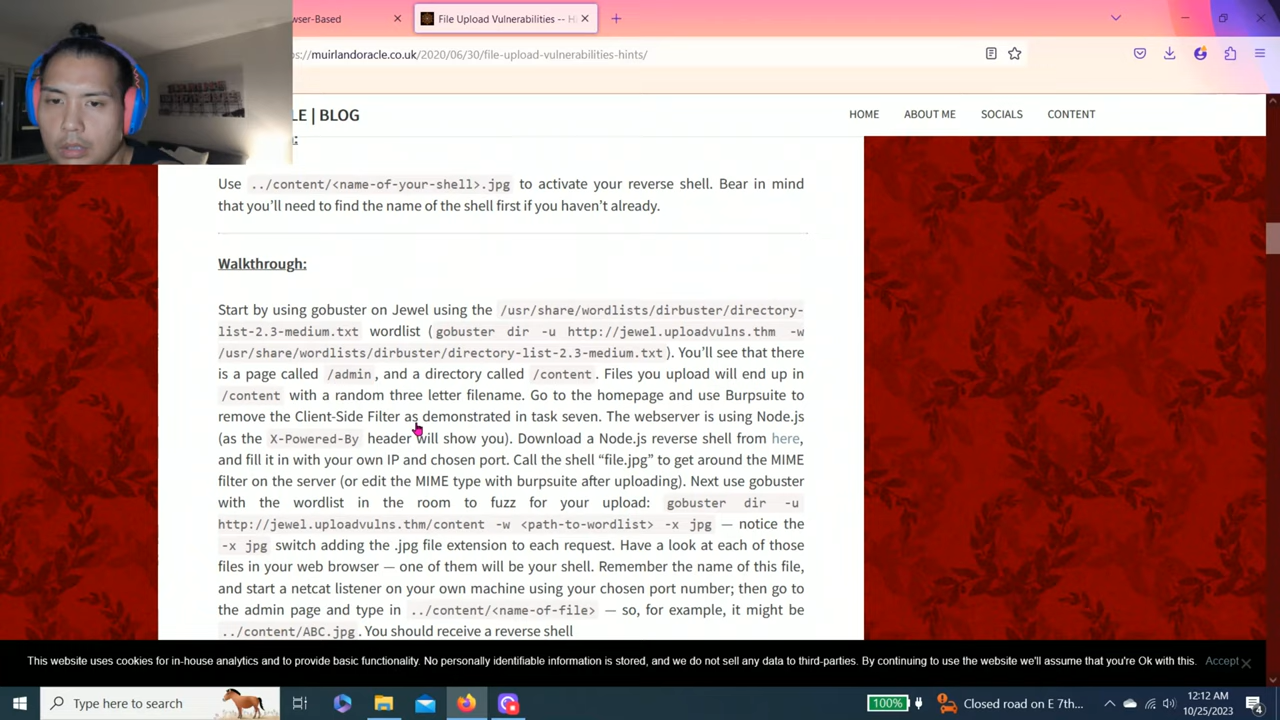 wser-Based
File Upload Vulnerabilities -- H
://muirlandoracle.co.uk/2020/06/30/file-upload-vulnerabilities-hints/
LE | BLOG
HOME
ABOUT ME
SOCIALS
CONTENT
Use ../content/<name-of-your-shell>.jpg to activate your reverse shell. Bear in mind
that you’ll need to find the name of the shell first if you haven’t already.
Walkthrough:
Start by using gobuster on Jewel using the /usr/share/wordlists/dirbuster/directory-
list-2.3-medium.txt wordlist (gobuster dir -u http://jewel.uploadvulns.thm -w
/usr/share/wordlists/dirbuster/directory-list-2.3-medium.txt). You’ll see that there
is a page called /admin, and a directory called /content. Files you upload will end up in
/content with a random three letter filename. Go to the homepage and use Burpsuite to
remove the Client-Side Filter as demonstrated in task seven. The webserver is using Node.js
(as the X-Powered-By header will show you). Download a Node.js reverse shell from here,
and fill it in with your own IP and chosen port. Call the shell “file.jpg” to get around the MIME
filter on the server (or edit the MIME type with burpsuite after uploading). Next use gobuster
with the wordlist in the room to fuzz for your upload: gobuster dir -u
http://jewel.uploadvulns.thm/content -w <path-to-wordlist> -x jpg — notice the
-x jpg switch adding the .jpg file extension to each request. Have a look at each of those
files in your web browser — one of them will be your shell. Remember the name of this file,
and start a netcat listener on your own machine using your chosen port number; then go to
the admin page and type in ../content/<name-of-file> — so, for example, it might be
../content/ABC.jpg. You should receive a reverse shell
This website uses cookies for in-house analytics and to provide basic functionality. No personally identifiable information is stored, and we do not sell any data to third-parties. By continuing to use the website we'll assume that you're Ok with this. Accept
Type here to search
100%
Closed road on E 7th...
12:12 AM
10/25/2023
4